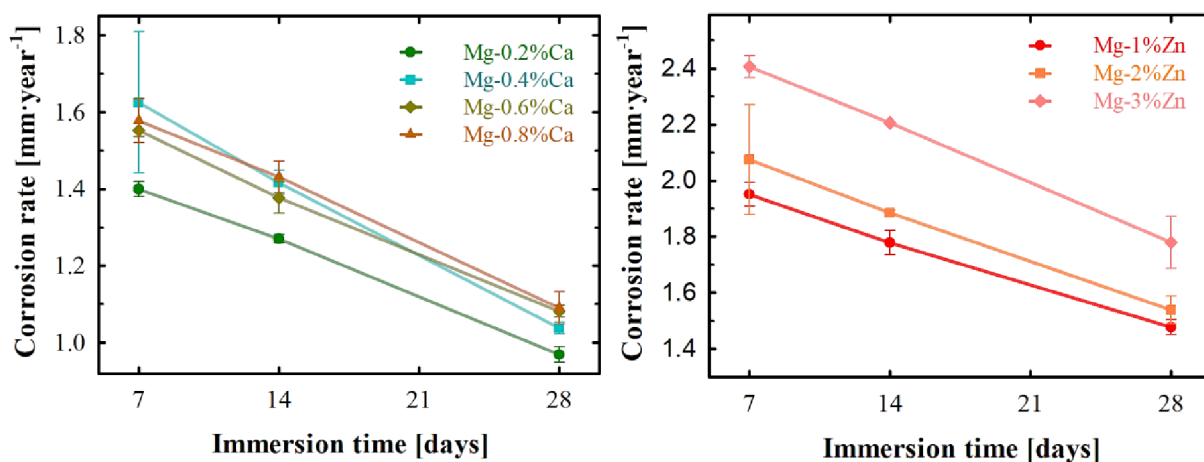 Corrosion rate [mm·year⁻¹]
1.8
1.6
1.4
1.2
1.0
Mg-0.2%Ca
Mg-0.4%Ca
Mg-0.6%Ca
Mg-0.8%Ca
7 14 21 28
Immersion time [days]
Corrosion rate [mm·year⁻¹]
2.4
2.2
2.0
1.8
1.6
1.4
Mg-1%Zn
Mg-2%Zn
Mg-3%Zn
7 14 21 28
Immersion time [days]